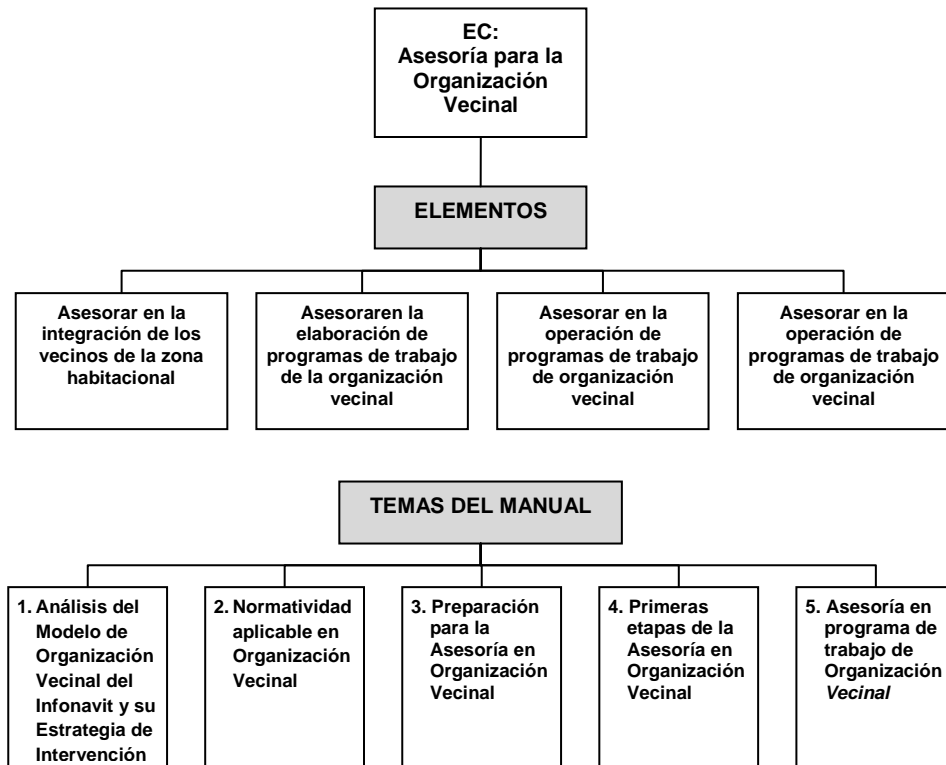 EC:
Asesoría para la
Organización
Vecinal
ELEMENTOS
Asesorar en la
integración de los
vecinos de la zona
habitacional
Asesoraren la
elaboración de
programas de trabajo
de la organización
vecinal
Asesorar en la
operación de
programas de trabajo
de organización
vecinal
Asesorar en la
operación de
programas de trabajo
de organización
vecinal
TEMAS DEL MANUAL
1. Análisis del
Modelo de
Organización
Vecinal del
Infonavit y su
Estrategia de
Intervención
2. Normatividad
aplicable en
Organización
Vecinal
3. Preparación
para la
Asesoría en
Organización
Vecinal
4. Primeras
etapas de la
Asesoría en
Organización
Vecinal
5. Asesoría en
programa de
trabajo de
Organización
Vecinal